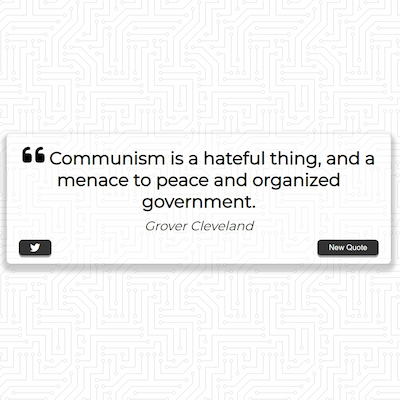 ❝ Communism is a hateful thing, and a
menace to peace and organized
government.
Grover Cleveland
New Quote